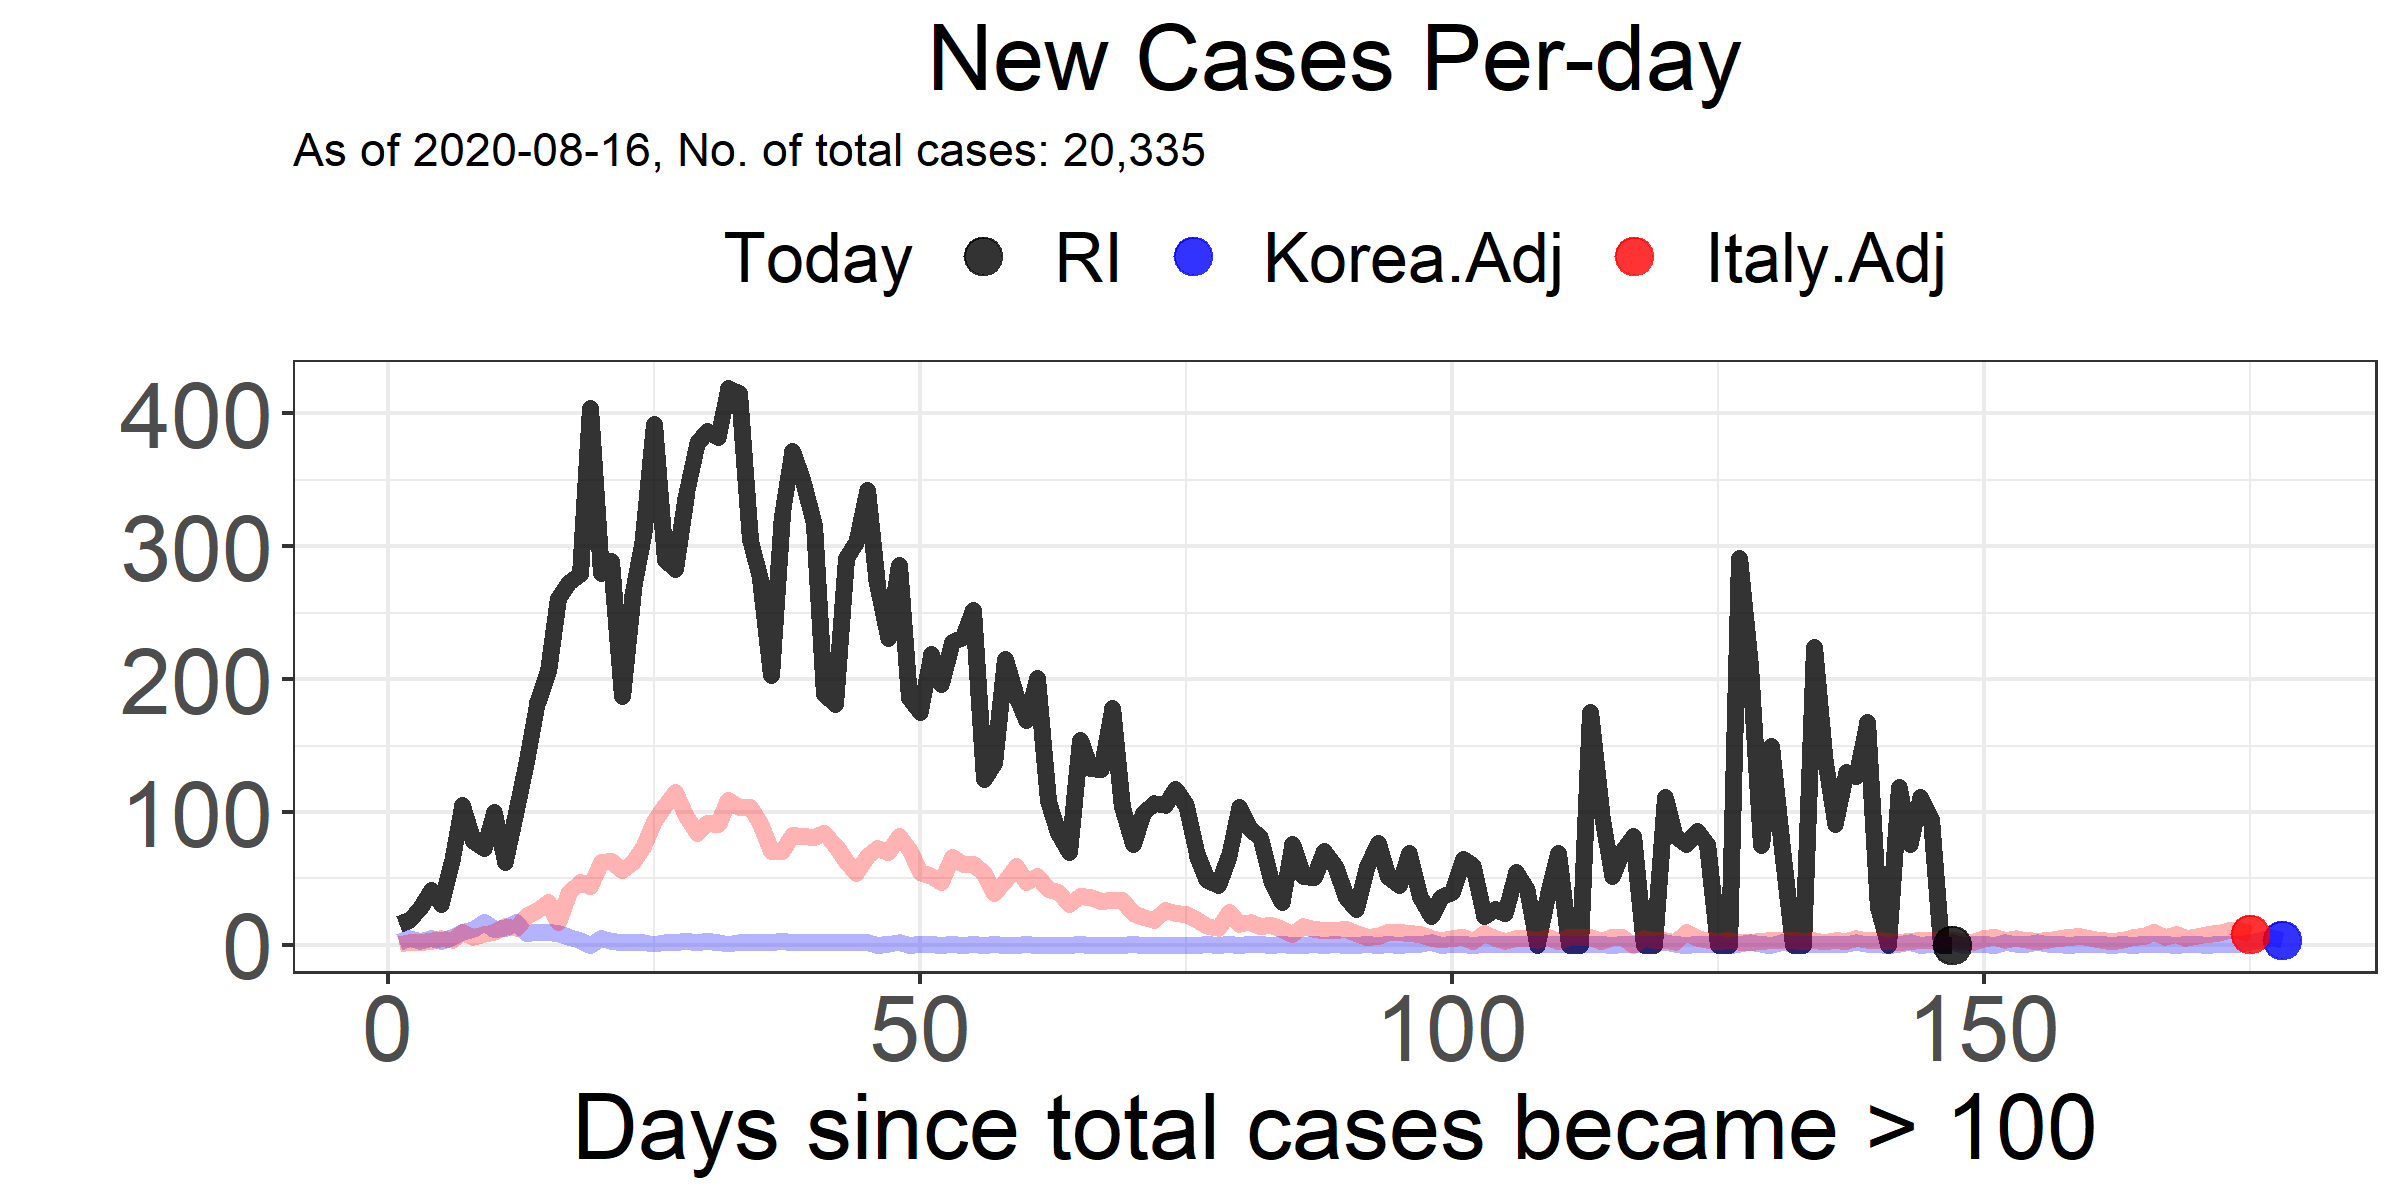 New Cases Per-day
As of 2020-08-16, No. of total cases: 20,335
Today RI Korea.Adj Italy.Adj
400
300
200
100
0
0 50 100 150
Days since total cases became > 100